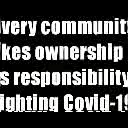 very community
kes ownership
s responsibility
ighting Covid-19